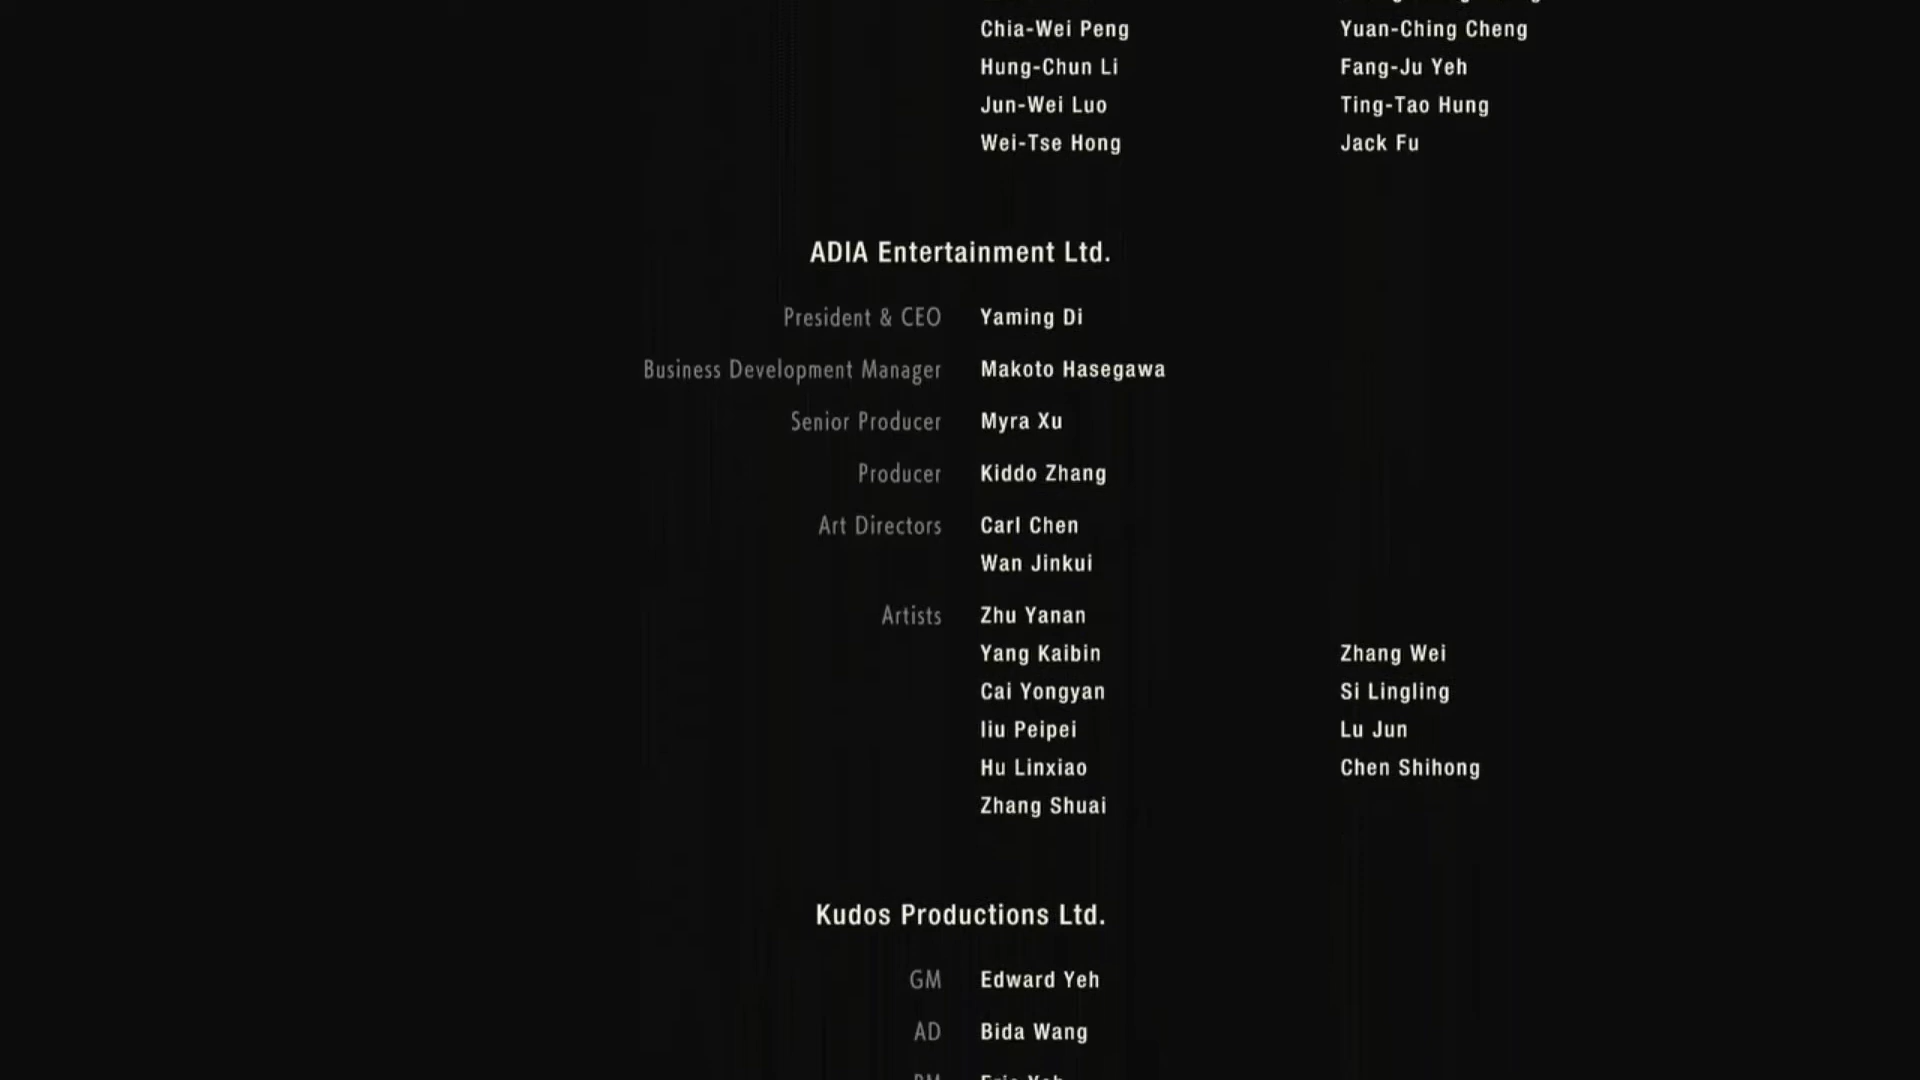 Chia-Wei Peng Yuan-Ching Cheng
Hung-Chun Li Fang-Ju Yeh
Jun-Wei Luo Ting-Tao Hung
Wei-Tse Hong Jack Fu
ADIA Entertainment Ltd.
President & CEO Yaming Di
Business Development Manager Makoto Hasegawa
Senior Producer Myra Xu
Producer Kiddo Zhang
Art Directors Carl Chen
Wan Jinkui
Artists Zhu Yanan
Yang Kaibin Zhang Wei
Cai Yongyan Si Lingling
liu Peipei Lu Jun
Hu Linxiao Chen Shihong
Zhang Shuai
Kudos Productions Ltd.
GM Edward Yeh
AD Bida Wang